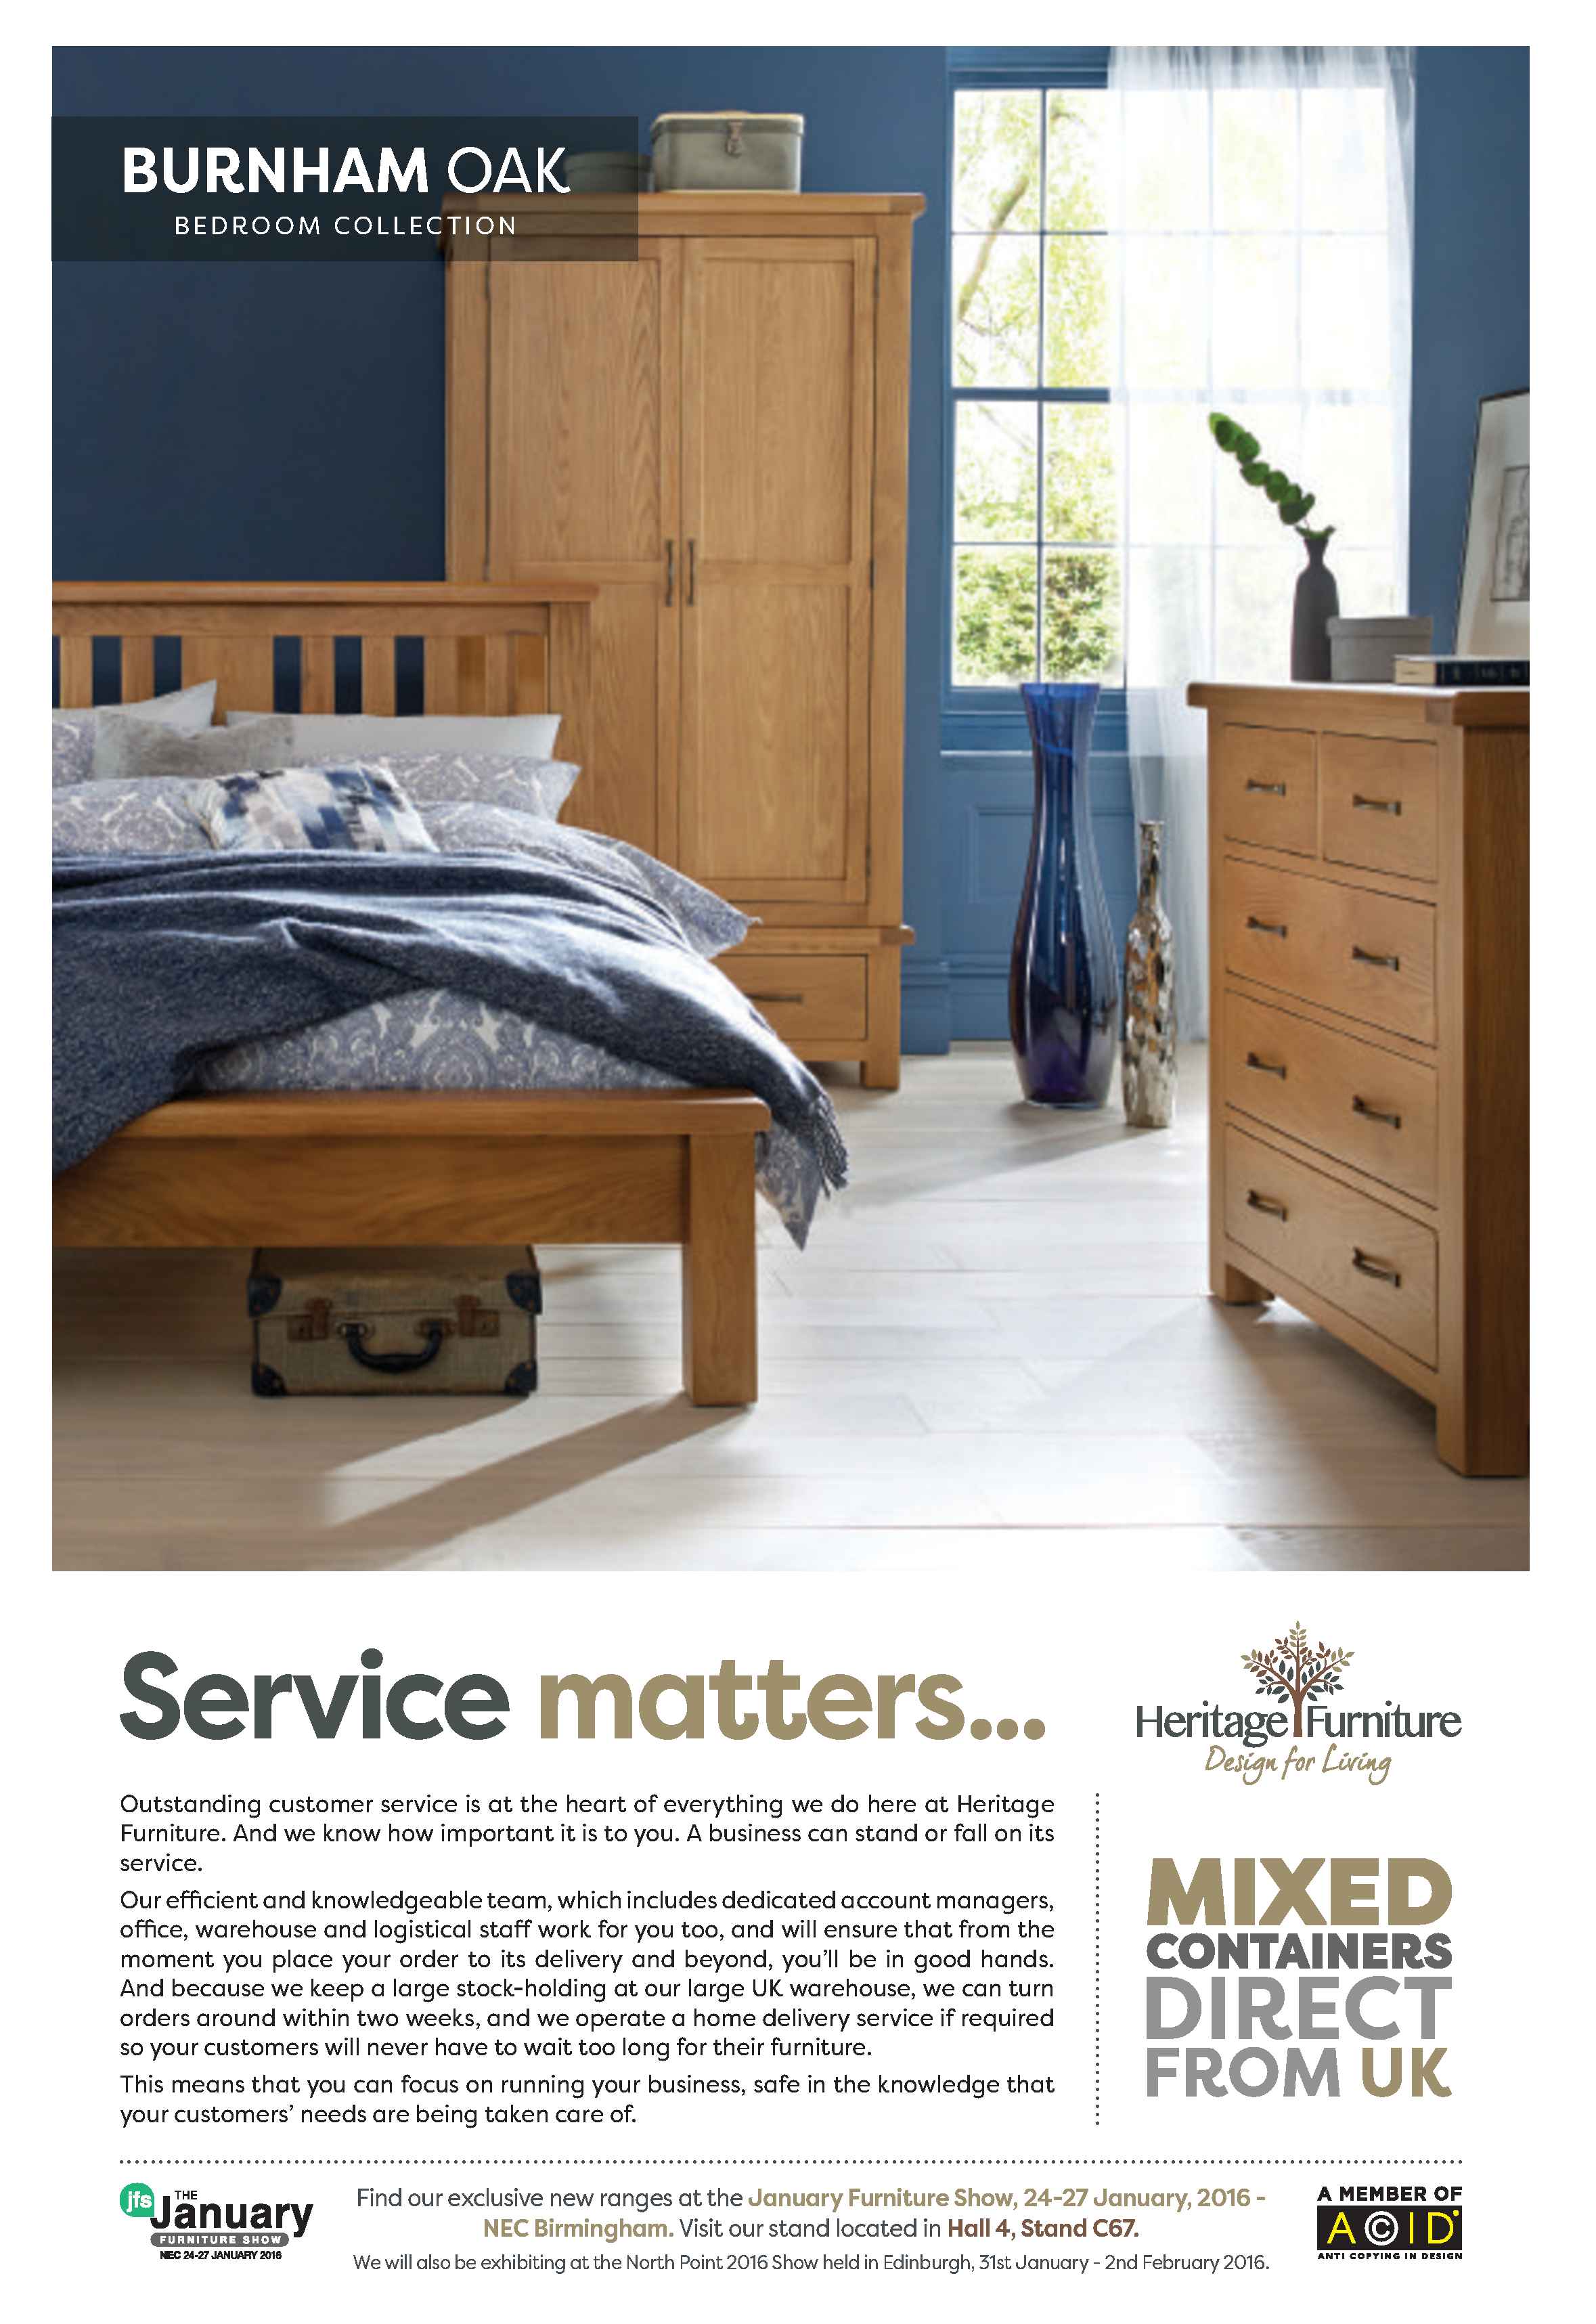 BURNHAM OAK
BEDROOM COLLECTION
Service matters...
Outstanding customer service is at the heart of everything we do here at Heritage
Furniture. And we know how important it is to you. A business can stand or fall on its
service.
Our efficient and knowledgeable team, which includes dedicated account managers,
office, warehouse and logistical staff work for you too, and will ensure that from the
moment you place your order to its delivery and beyond, you'll be in good hands.
And because we keep a large stock-holding at our large UK warehouse, we can turn
orders around within two weeks, and we operate a home delivery service if required
so your customers will never have to wait too long for their furniture.
This means that you can focus on running your business, safe in the knowledge that
your customers' needs are being taken care of.
Heritage Furniture
Design for Living
MIXED
CONTAINERS
DIRECT
FROM UK
jfs THE
January
FURNITURE SHOW
NEC 24-27 JANUARY 2016
Find our exclusive new ranges at the January Furniture Show, 24-27 January, 2016 -
NEC Birmingham. Visit our stand located in Hall 4, Stand C67.
We will also be exhibiting at the North Point 2016 Show held in Edinburgh, 31st January - 2nd February 2016.
A MEMBER OF
A©ID
ANTI COPYING IN DESIGN